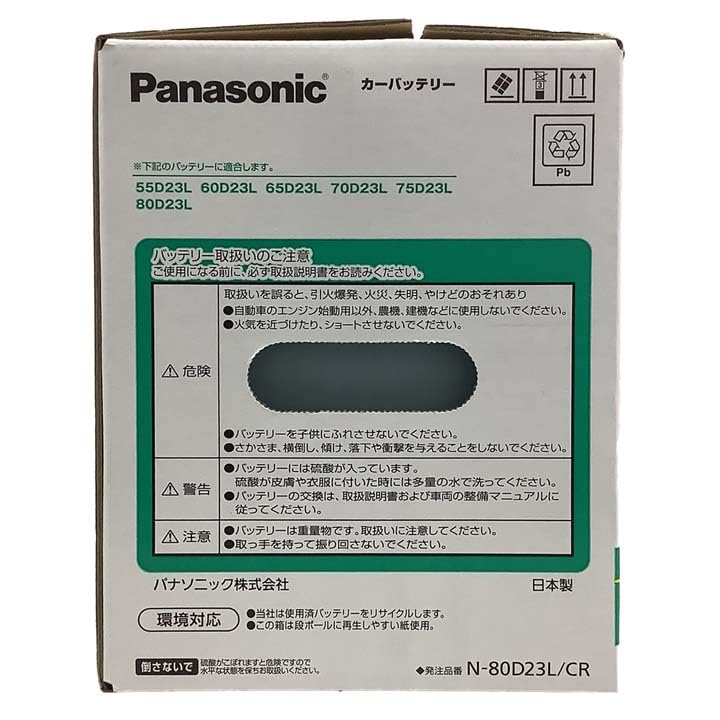 Panasonic® カーバッテリー
Pb
※下記のバッテリーに適合します。
55D23L 60D23L 65D23L 70D23L 75D23L
80D23L
バッテリー取扱いのご注意
ご使用になる前に、必ず取扱説明書をお読みください。
取扱いを誤ると、引火爆発、火災、失明、やけどのおそれあり
●自動車のエンジン始動用以外、農機、建機などに使用しないでください。
●火気を近づけたり、ショートさせないでください。
⚠危険
●バッテリーを子供にふれさせないでください。
●さかさま、横倒し、傾け、落下や衝撃を与えることをしないでください。
⚠警告
●バッテリーには硫酸が入っています。
硫酸が皮膚や衣服に付いた時には多量の水で洗ってください。
●バッテリーの交換は、取扱説明書および車両の整備マニュアルに
従ってください。
⚠注意
●バッテリーは重量物です。取扱いに注意してください。
●取っ手を持って振り回さないでください。
パナソニック株式会社 日本製
環境対応
●当社は使用済バッテリーをリサイクルします。
●この箱は段ボールに再生しやすい紙使用。
倒さないで
硫酸がこぼれますと危険ですので
水平な状態を保ちお取扱いください。
◆発注品番 N-80D23L/CR